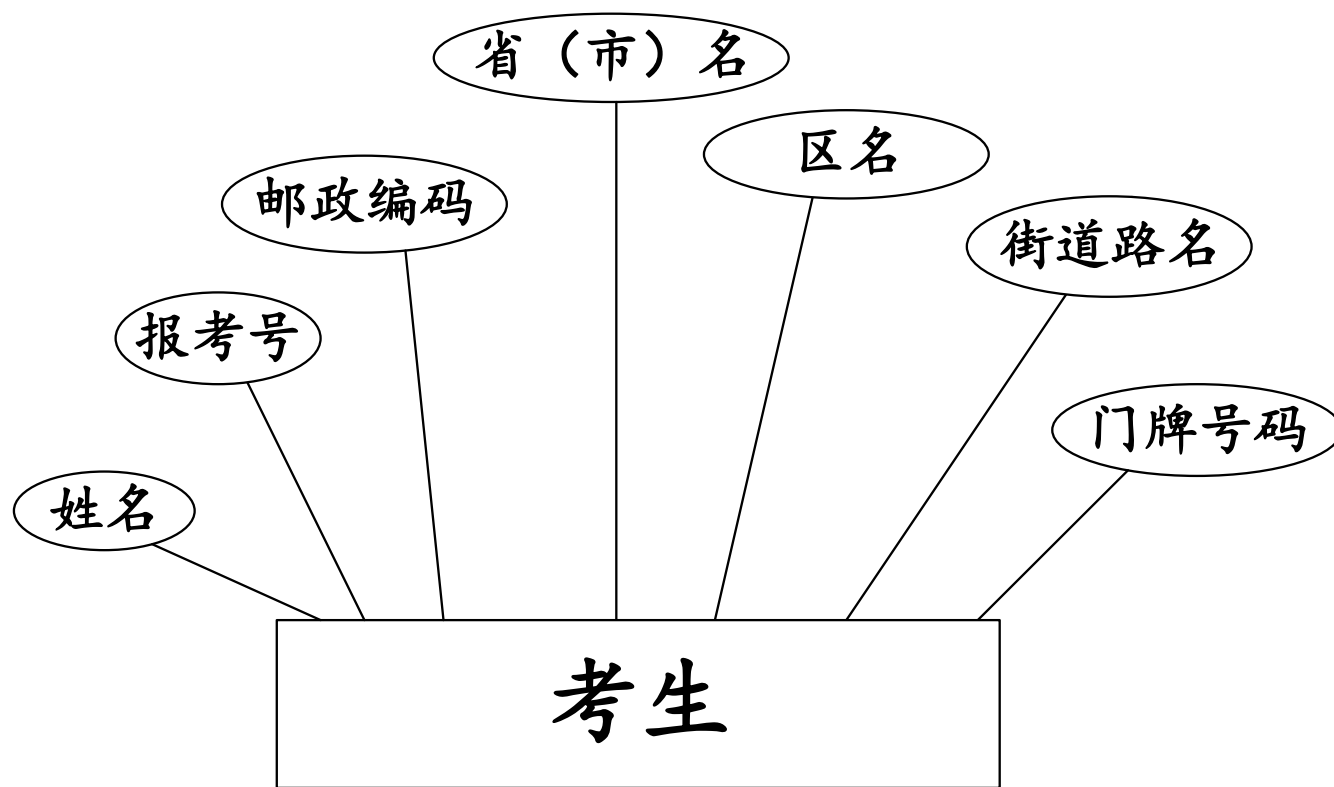 省（市）名
区名
邮政编码
街道路名
报考号
门牌号码
姓名
考生